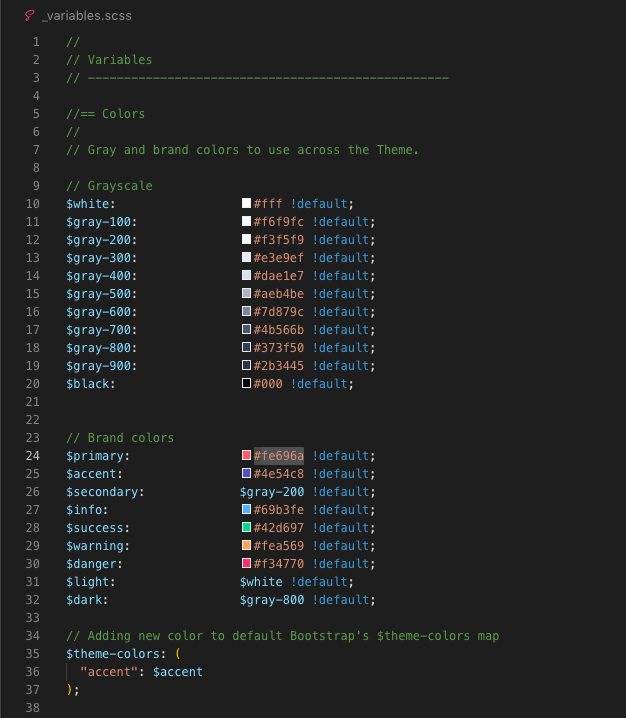 _variables.scss
1 //
2 // Variables
3 // --------------------------------------------------
4
5 //== Colors
6 //
7 // Gray and brand colors to use across the Theme.
8
9 // Grayscale
10 $white: #fff !default;
11 $gray-100: #f6f9fc !default;
12 $gray-200: #f3f5f9 !default;
13 $gray-300: #e3e9ef !default;
14 $gray-400: #dae1e7 !default;
15 $gray-500: #aeb4be !default;
16 $gray-600: #7d879c !default;
17 $gray-700: #4b566b !default;
18 $gray-800: #373f50 !default;
19 $gray-900: #2b3445 !default;
20 $black: #000 !default;
21
22
23 // Brand colors
24 $primary: #fe696a !default;
25 $accent: #4e54c8 !default;
26 $secondary: $gray-200 !default;
27 $info: #69b3fe !default;
28 $success: #42d697 !default;
29 $warning: #fea569 !default;
30 $danger: #f34770 !default;
31 $light: $white !default;
32 $dark: $gray-800 !default;
33
34 // Adding new color to default Bootstrap's $theme-colors map
35 $theme-colors: (
36 "accent": $accent
37 );
38